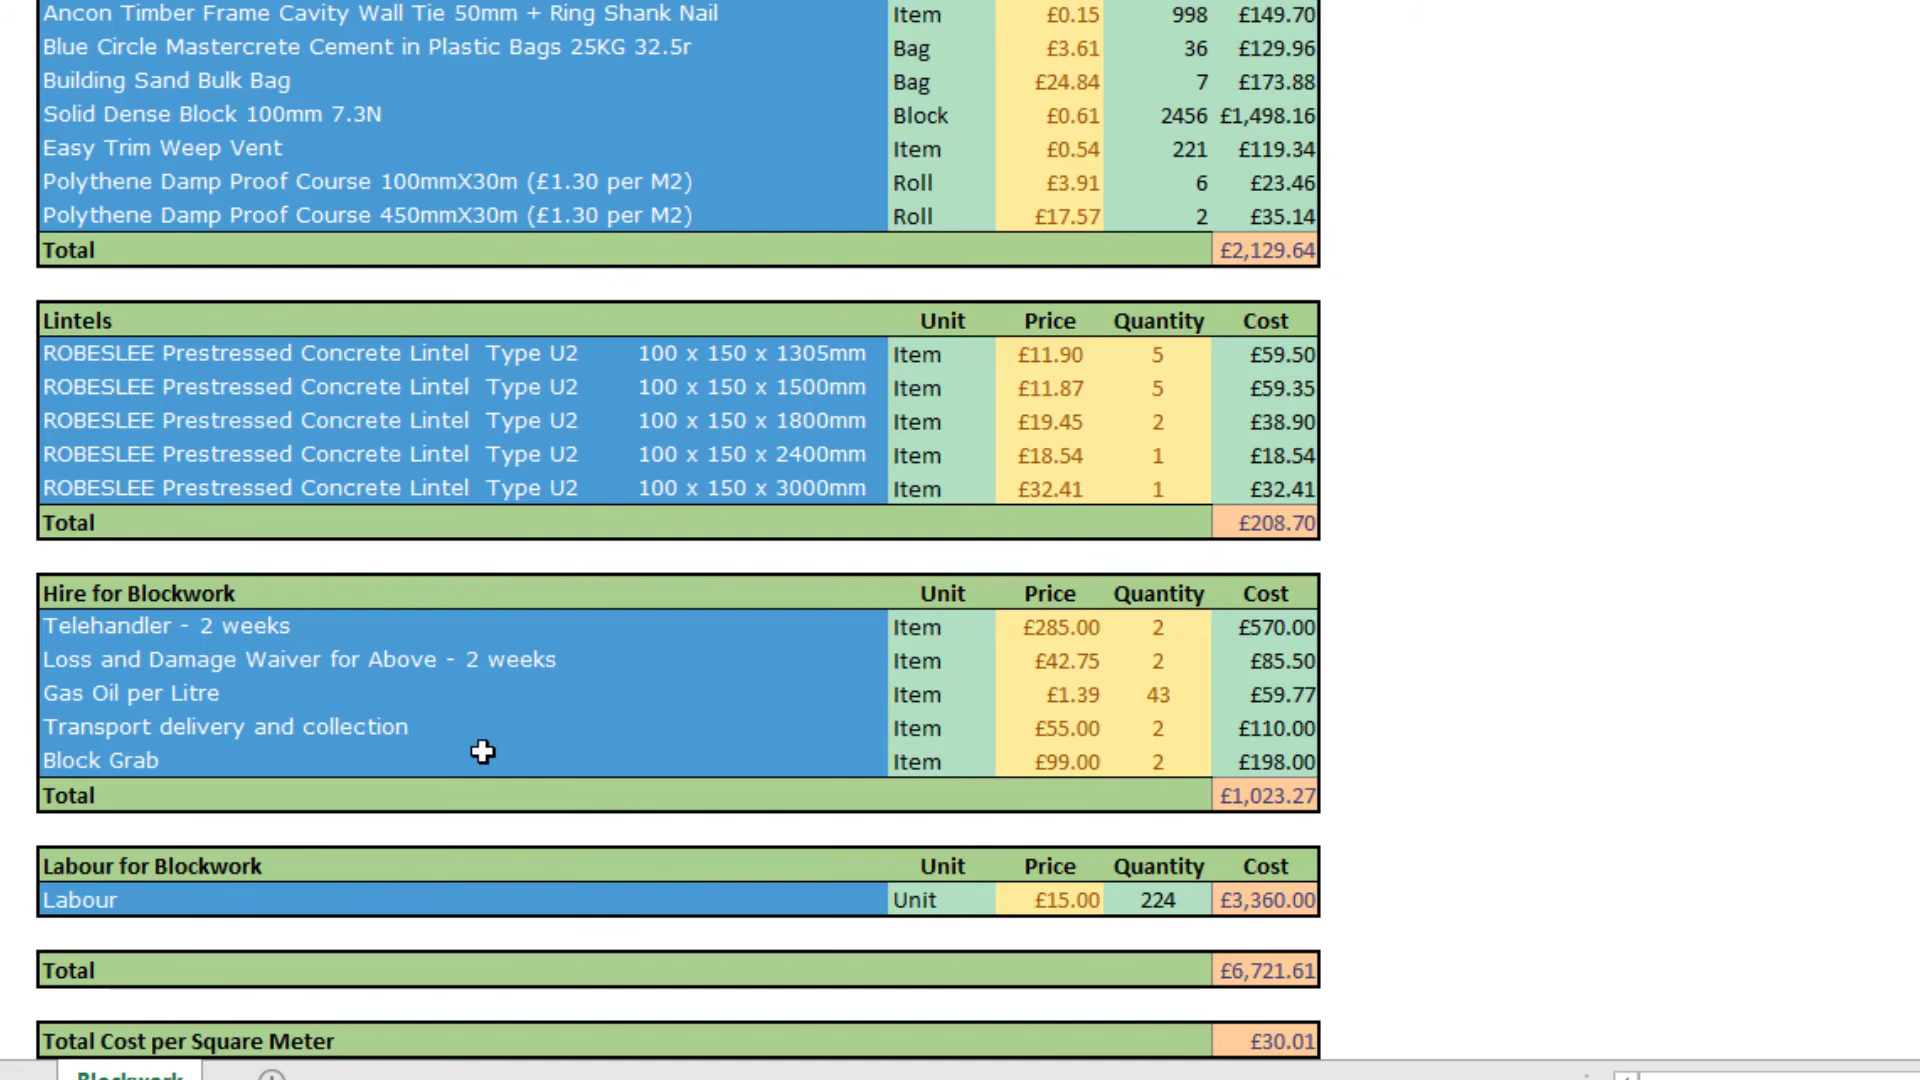 Ancon Timber Frame Cavity Wall Tie 50mm + Ring Shank Nail Item £0.15 998 £149.70
Blue Circle Mastercrete Cement in Plastic Bags 25KG 32.5r Bag £3.61 36 £129.96
Building Sand Bulk Bag Bag £24.84 7 £173.88
Solid Dense Block 100mm 7.3N Block £0.61 2456 £1,498.16
Easy Trim Weep Vent Item £0.54 221 £119.34
Polythene Damp Proof Course 100mmX30m (£1.30 per M2) Roll £3.91 6 £23.46
Polythene Damp Proof Course 450mmX30m (£1.30 per M2) Roll £17.57 2 £35.14
Total £2,129.64
Lintels Unit Price Quantity Cost
ROBESLEE Prestressed Concrete Lintel Type U2 100 x 150 x 1305mm Item £11.90 5 £59.50
ROBESLEE Prestressed Concrete Lintel Type U2 100 x 150 x 1500mm Item £11.87 5 £59.35
ROBESLEE Prestressed Concrete Lintel Type U2 100 x 150 x 1800mm Item £19.45 2 £38.90
ROBESLEE Prestressed Concrete Lintel Type U2 100 x 150 x 2400mm Item £18.54 1 £18.54
ROBESLEE Prestressed Concrete Lintel Type U2 100 x 150 x 3000mm Item £32.41 1 £32.41
Total £208.70
Hire for Blockwork Unit Price Quantity Cost
Telehandler - 2 weeks Item £285.00 2 £570.00
Loss and Damage Waiver for Above - 2 weeks Item £42.75 2 £85.50
Gas Oil per Litre Item £1.39 43 £59.77
Transport delivery and collection Item £55.00 2 £110.00
Block Grab Item £99.00 2 £198.00
Total £1,023.27
Labour for Blockwork Unit Price Quantity Cost
Labour Unit £15.00 224 £3,360.00
Total £6,721.61
Total Cost per Square Meter £30.01
Blockwork